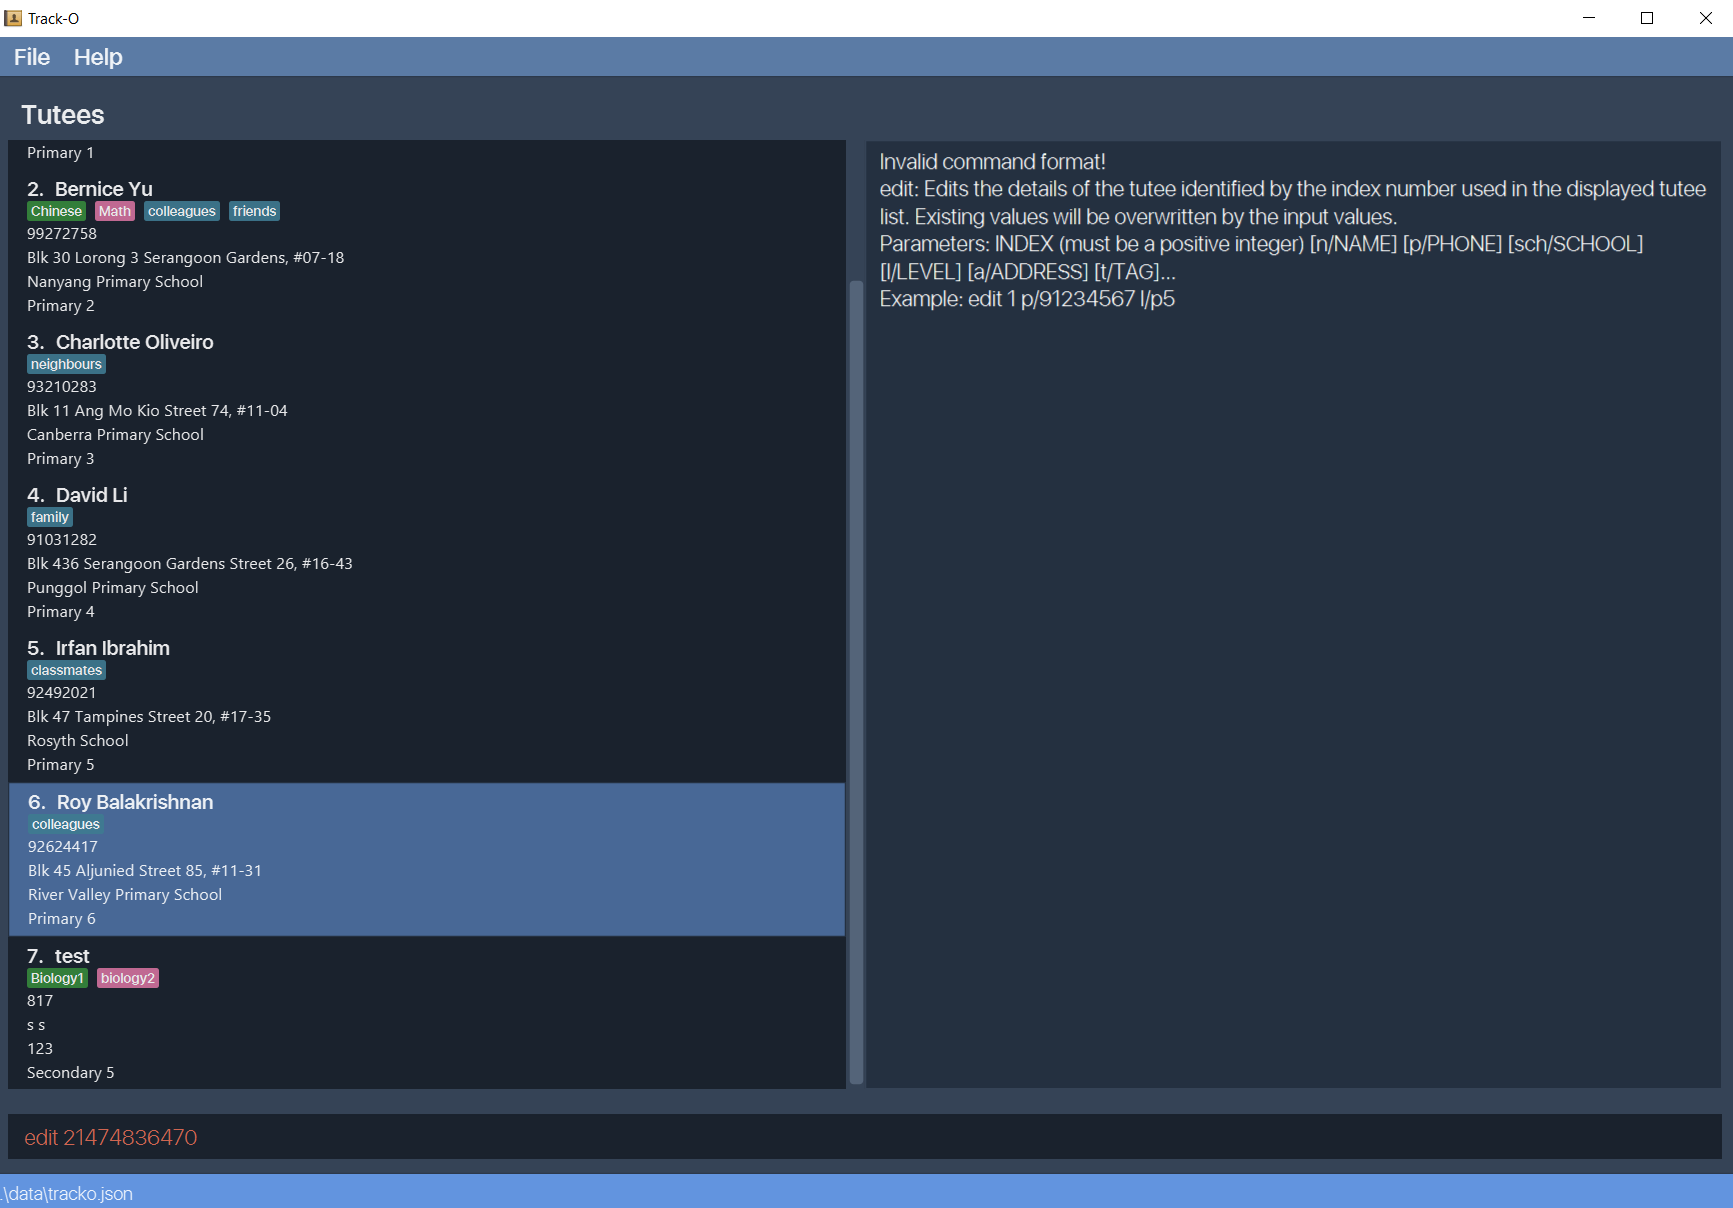 Track-O
File Help
Tutees
Primary 1
2. Bernice Yu
Chinese Math colleagues friends
99272758
Blk 30 Lorong 3 Serangoon Gardens, #07-18
Nanyang Primary School
Primary 2
3. Charlotte Oliveiro
neighbours
93210283
Blk 11 Ang Mo Kio Street 74, #11-04
Canberra Primary School
Primary 3
4. David Li
family
91031282
Blk 436 Serangoon Gardens Street 26, #16-43
Punggol Primary School
Primary 4
5. Irfan Ibrahim
classmates
92492021
Blk 47 Tampines Street 20, #17-35
Rosyth School
Primary 5
6. Roy Balakrishnan
colleagues
92624417
Blk 45 Aljunied Street 85, #11-31
River Valley Primary School
Primary 6
7. test
Biology1 biology2
817
s s
123
Secondary 5
Invalid command format!
edit: Edits the details of the tutee identified by the index number used in the displayed tutee
list. Existing values will be overwritten by the input values.
Parameters: INDEX (must be a positive integer) [n/NAME] [p/PHONE] [sch/SCHOOL]
[l/LEVEL] [a/ADDRESS] [t/TAG]...
Example: edit 1 p/91234567 l/p5
edit 21474836470
.\data\tracko.json